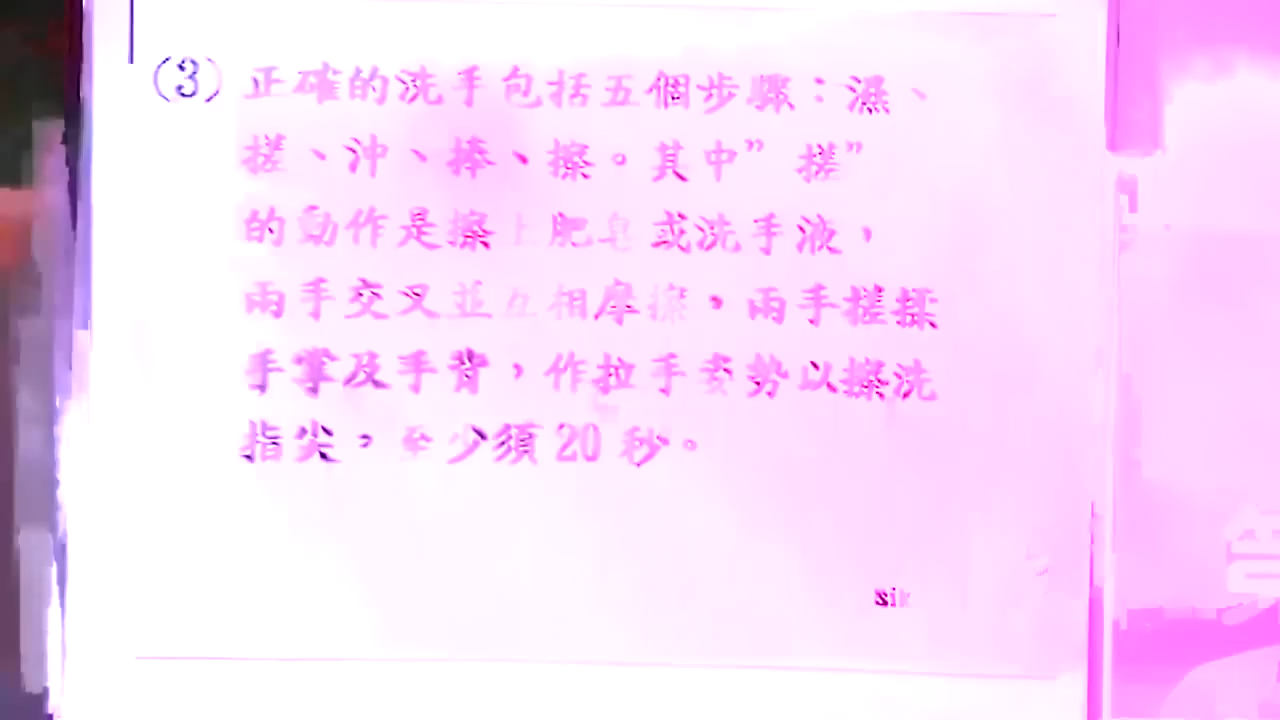 (3) 正確的洗手包括五個步驟：濕、
搓、沖、捧、擦。其中”搓”
的動作是擦上肥皂或洗手液，
兩手交叉並互相摩擦，兩手搓揉
手掌及手背，作拉手姿勢以擦洗
指尖，至少須20秒。